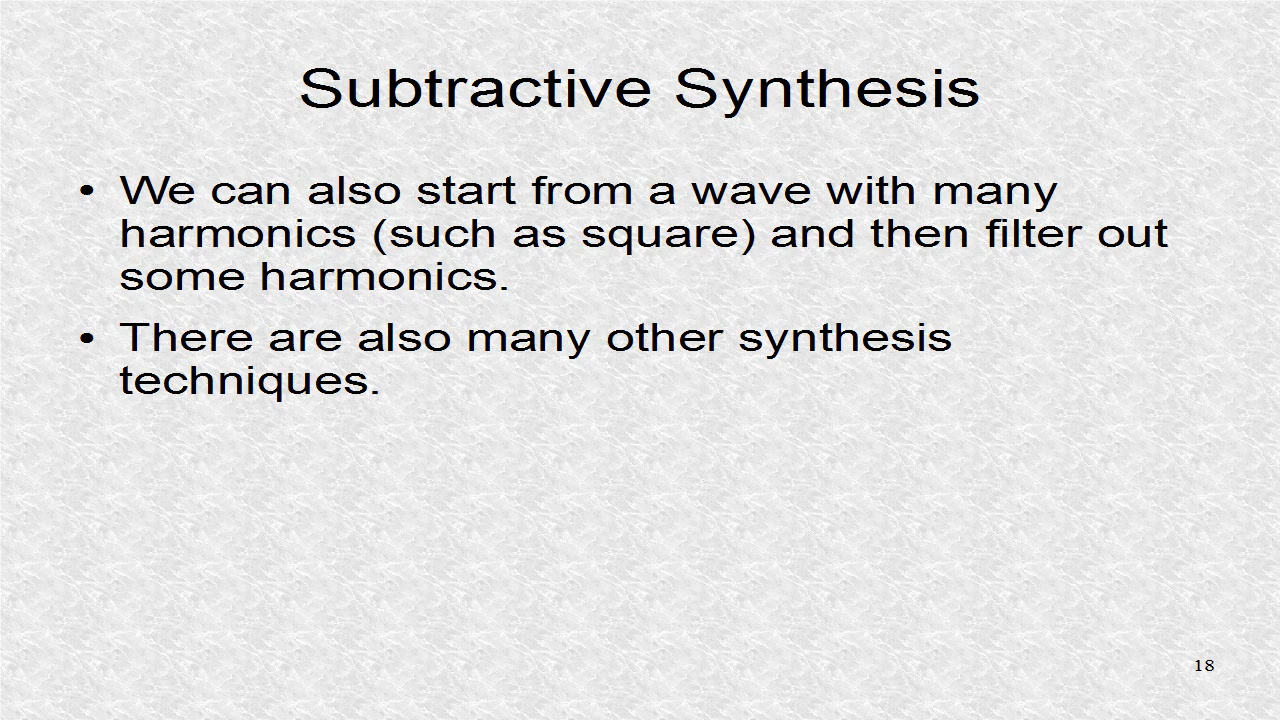 Subtractive Synthesis
• We can also start from a wave with many
harmonics (such as square) and then filter out
some harmonics.
• There are also many other synthesis
techniques.
18